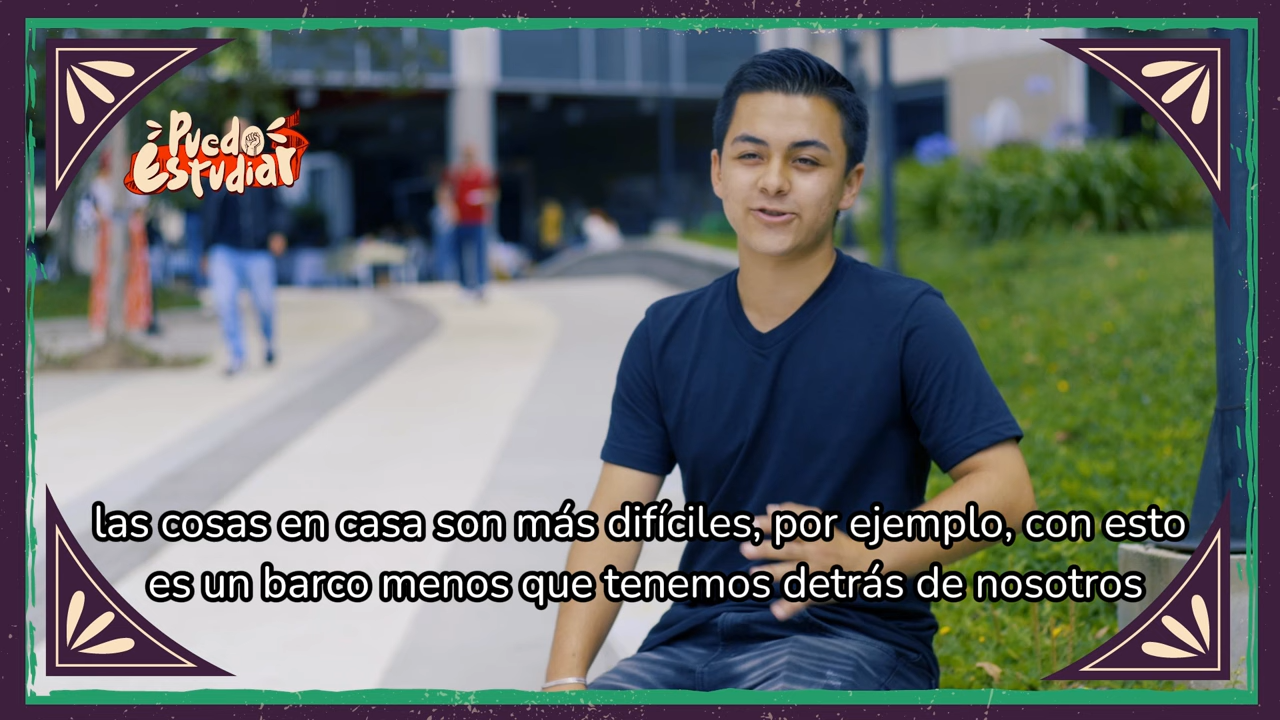 Puedo
Estudiar
las cosas en casa son más difíciles, por ejemplo, con esto
es un barco menos que tenemos detrás de nosotros